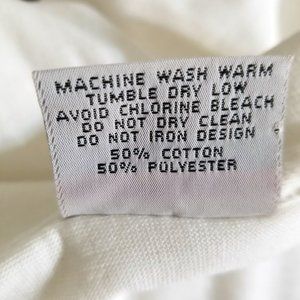 MACHINE WASH WARM
TUMBLE DRY LOW
AVOID CHLORINE BLEACH
DO NOT DRY CLEAN
DO NOT IRON DESIGN
50% COTTON
50% POLYESTER